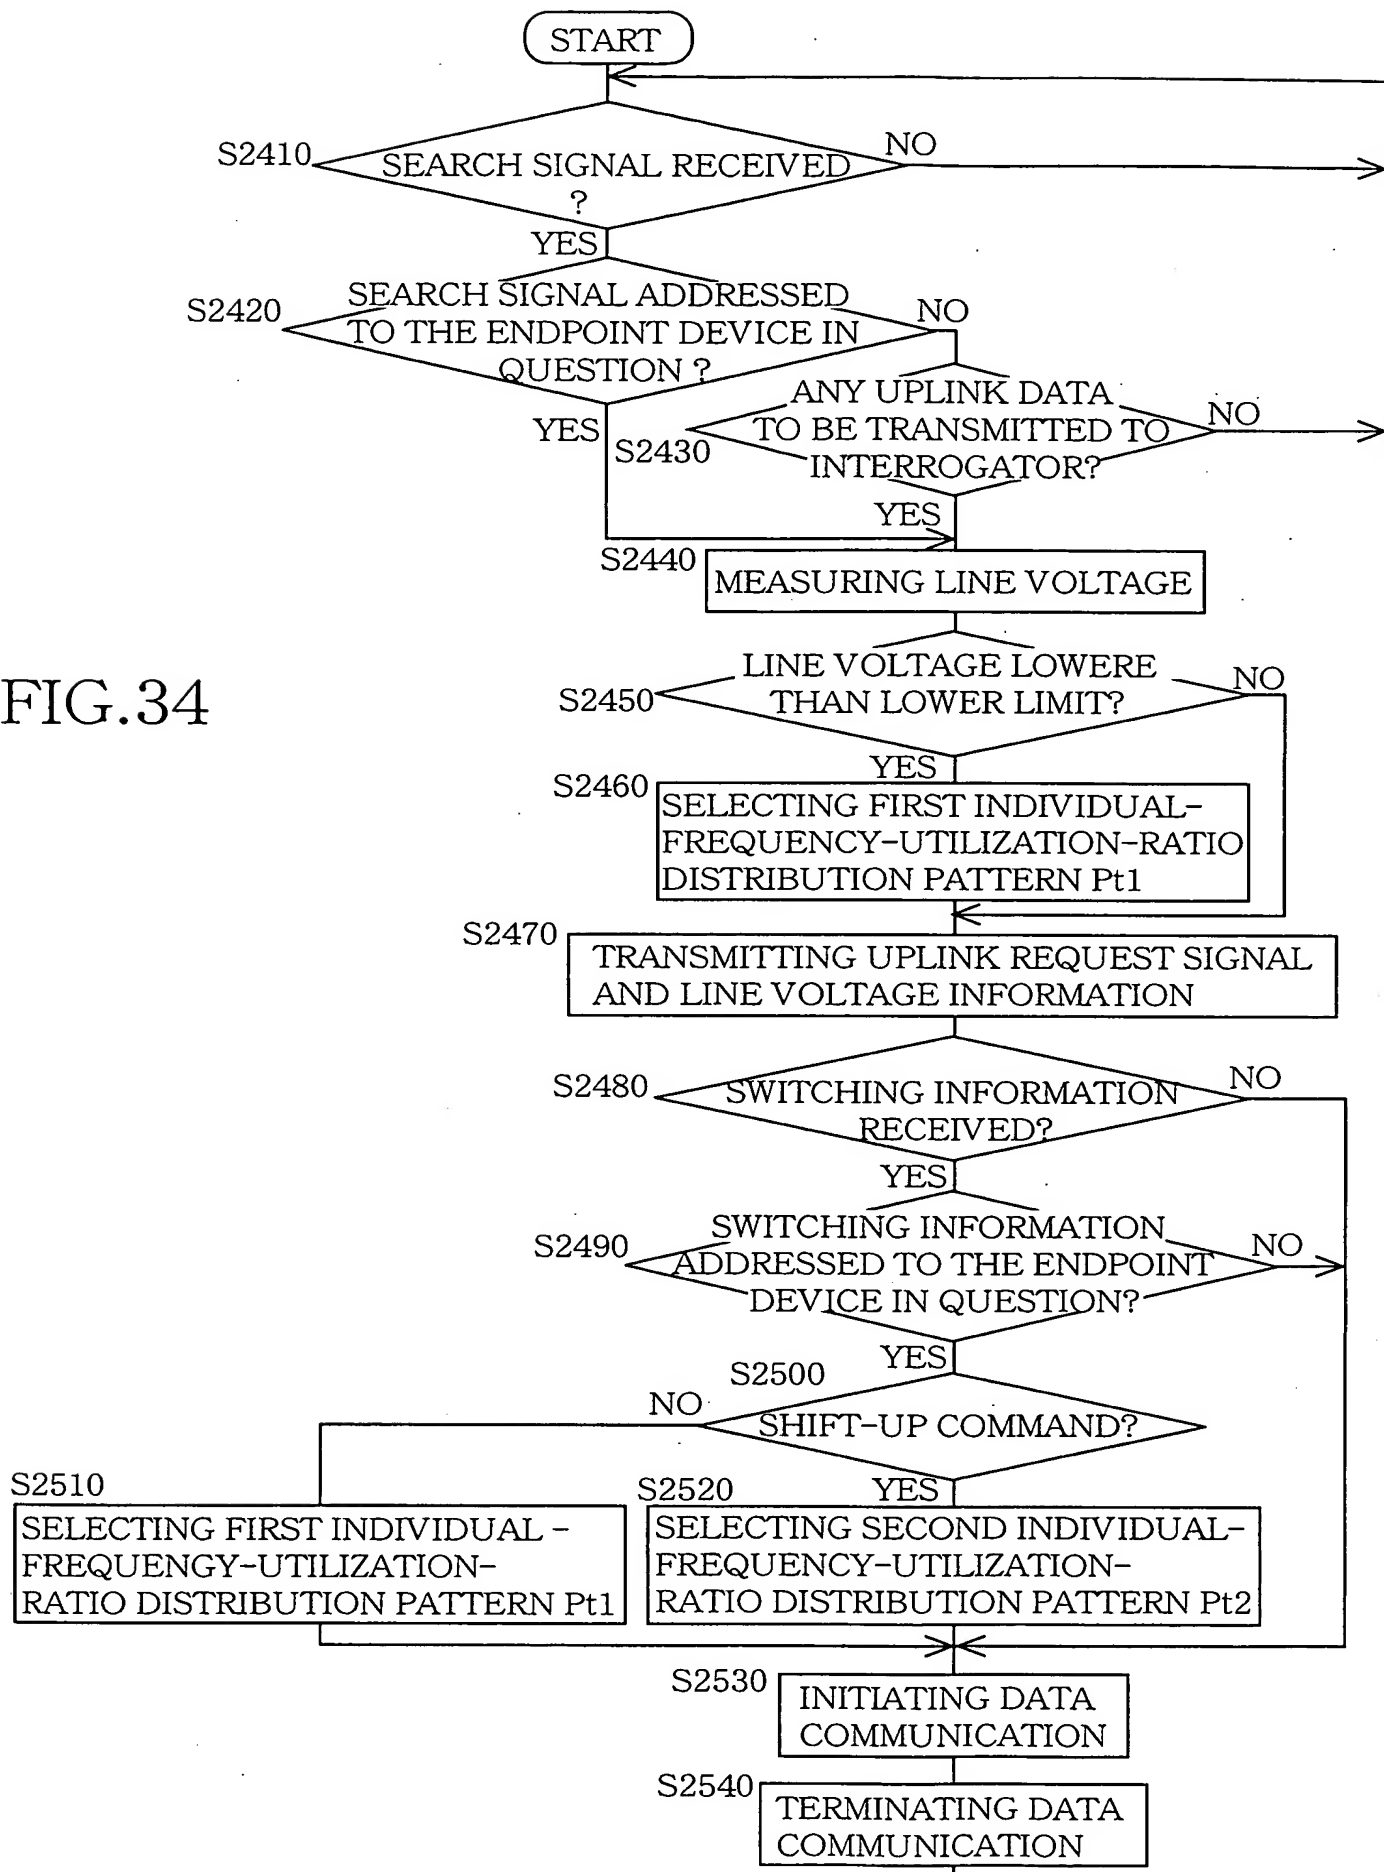 START
S2410
SEARCH SIGNAL RECEIVED
?
NO
YES
S2420
SEARCH SIGNAL ADDRESSED
TO THE ENDPOINT DEVICE IN
QUESTION ?
NO
YES
S2430
ANY UPLINK DATA
TO BE TRANSMITTED TO
INTERROGATOR?
NO
YES
S2440
MEASURING LINE VOLTAGE
FIG.34
S2450
LINE VOLTAGE LOWERE
THAN LOWER LIMIT?
NO
YES
S2460
SELECTING FIRST INDIVIDUAL-
FREQUENCY-UTILIZATION-RATIO
DISTRIBUTION PATTERN Pt1
S2470
TRANSMITTING UPLINK REQUEST SIGNAL
AND LINE VOLTAGE INFORMATION
S2480
SWITCHING INFORMATION
RECEIVED?
NO
YES
S2490
SWITCHING INFORMATION
ADDRESSED TO THE ENDPOINT
DEVICE IN QUESTION?
NO
YES
S2500
SHIFT-UP COMMAND?
NO
YES
S2510
SELECTING FIRST INDIVIDUAL -
FREQUENGY-UTILIZATION-
RATIO DISTRIBUTION PATTERN Pt1
S2520
SELECTING SECOND INDIVIDUAL-
FREQUENCY-UTILIZATION-
RATIO DISTRIBUTION PATTERN Pt2
S2530
INITIATING DATA
COMMUNICATION
S2540
TERMINATING DATA
COMMUNICATION